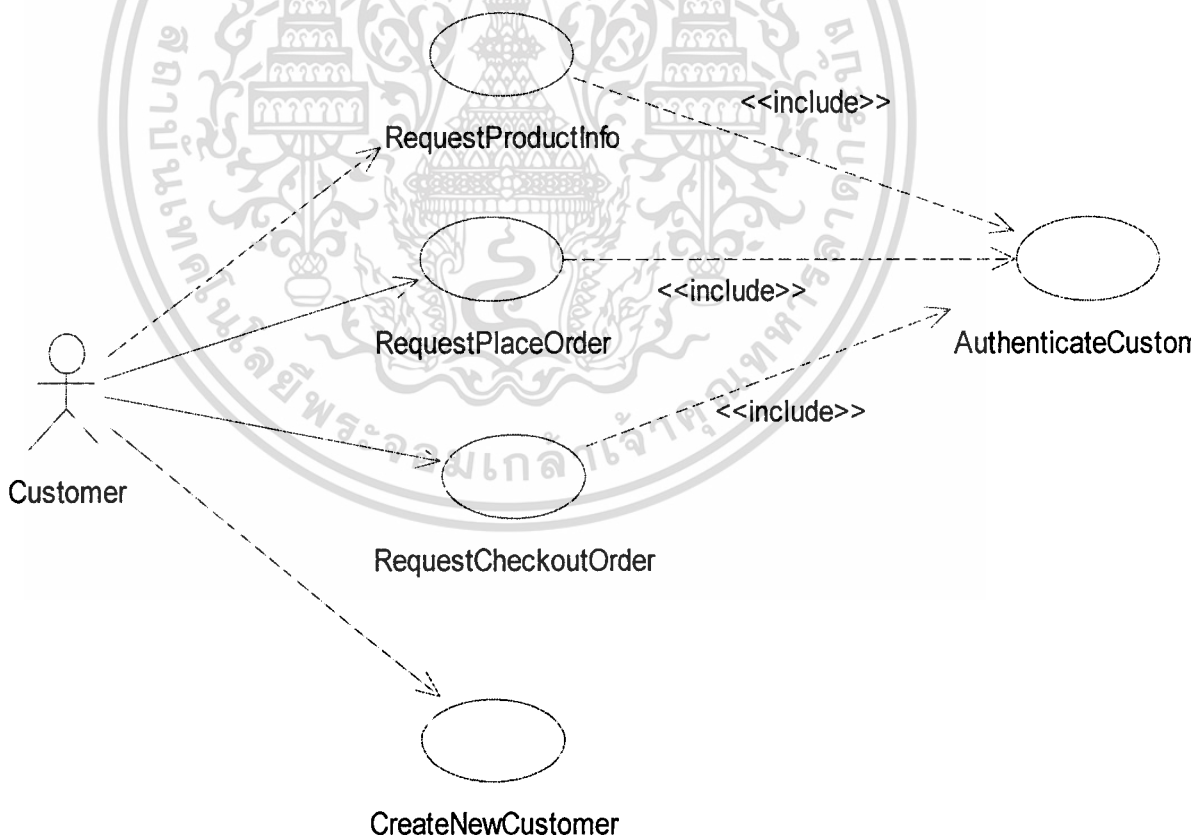 <<include>>
RequestProductInfo
<<include>>
RequestPlaceOrder
AuthenticateCustom
<<include>>
Customer
RequestCheckoutOrder
CreateNewCustomer